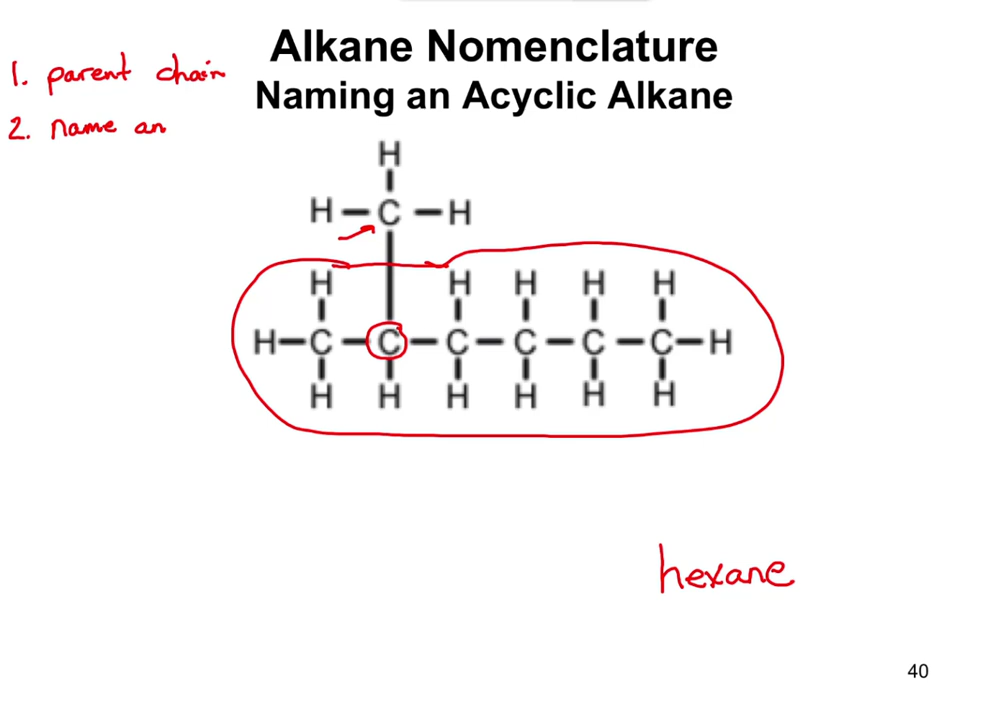 Alkane Nomenclature
Naming an Acyclic Alkane
1. parent chain
2. name an
H
H–C–H
H H H H H
H–C–C–C–C–C–C–H
H H H H H H
hexane
40